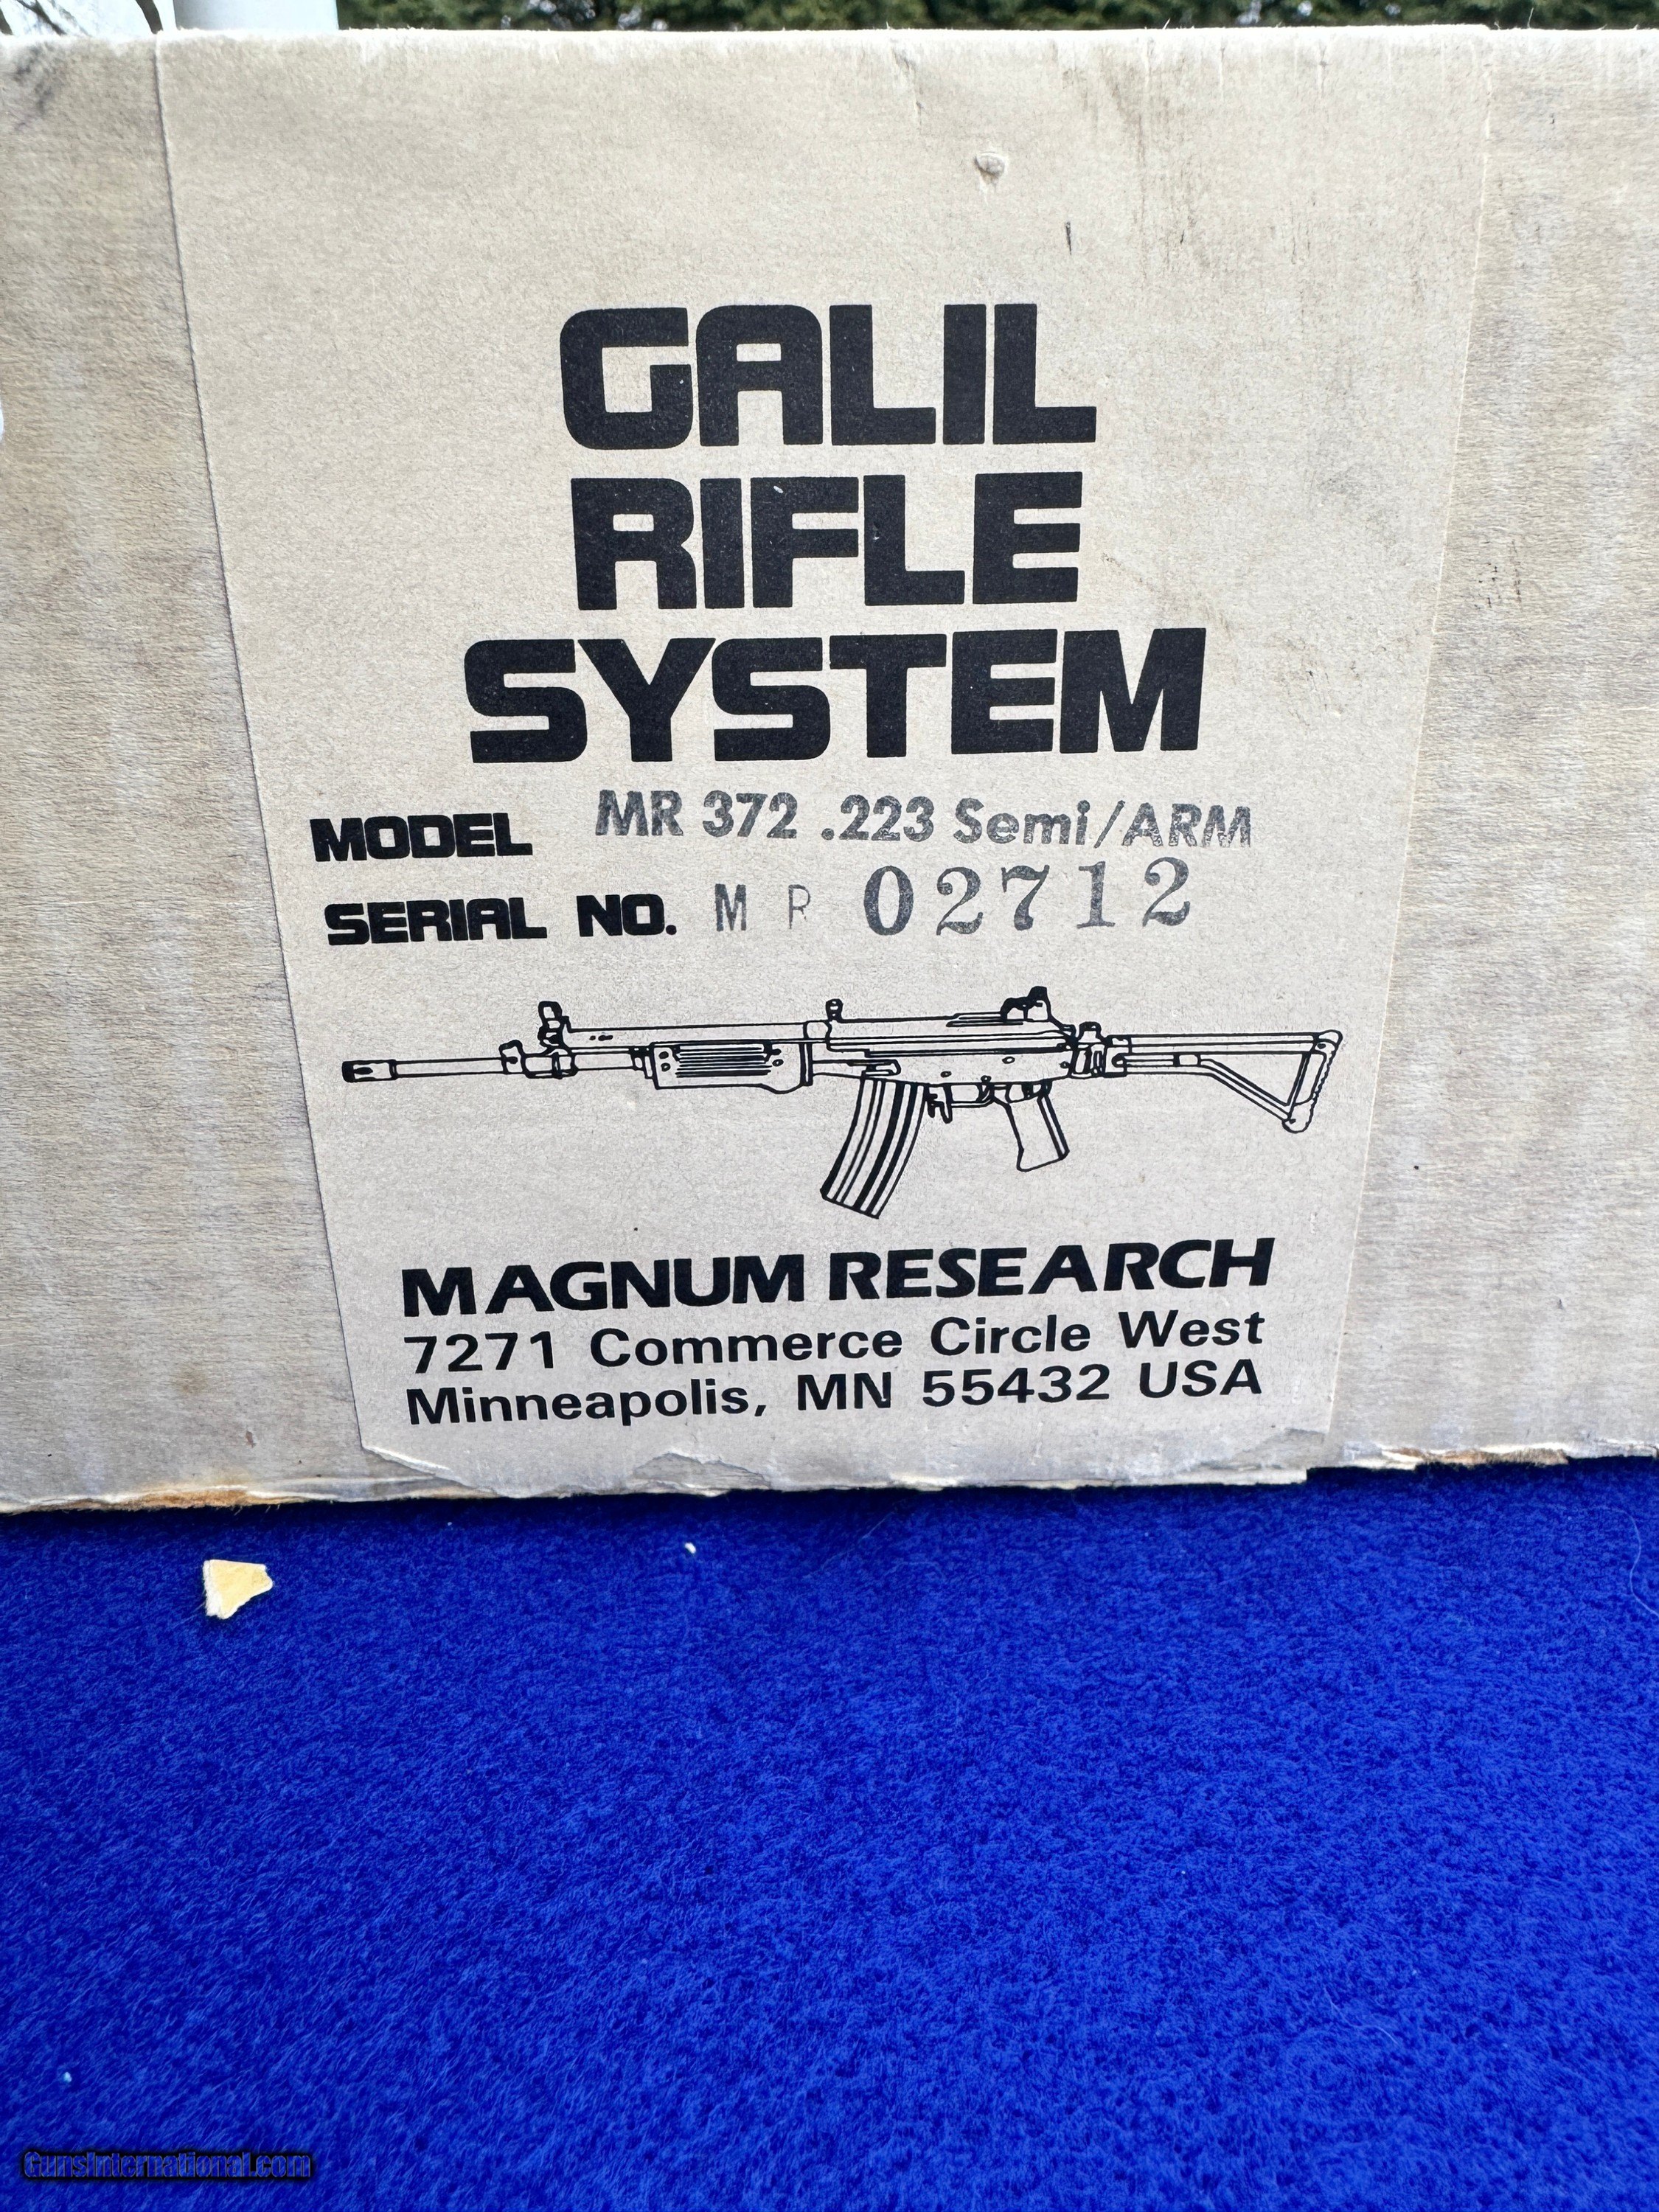 GALIL
RIFLE
SYSTEM
MODEL MR 372 .223 Semi/ARM
SERIAL NO. MR 02712
MAGNUM RESEARCH
7271 Commerce Circle West
Minneapolis, MN 55432 USA
GunsInternational.com